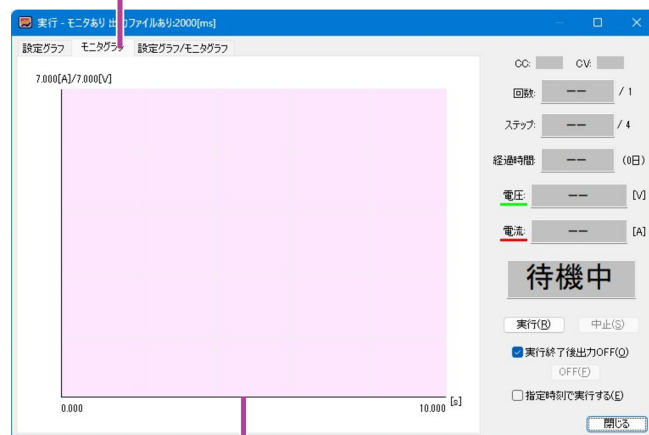 実行 - モニタあり 出力ファイルあり:2000[ms]
設定グラフ モニタグラフ 設定グラフ/モニタグラフ
7.000[A]/7.000[V]
0.000
10.000 [s]
CC: CV:
回数: -- / 1
ステップ: -- / 4
経過時間: -- (0日)
電圧: -- [V]
電流: -- [A]
待機中
実行(R) 中止(S)
実行終了後出力OFF(O)
OFF(F)
指定時刻で実行する(E)
閉じる